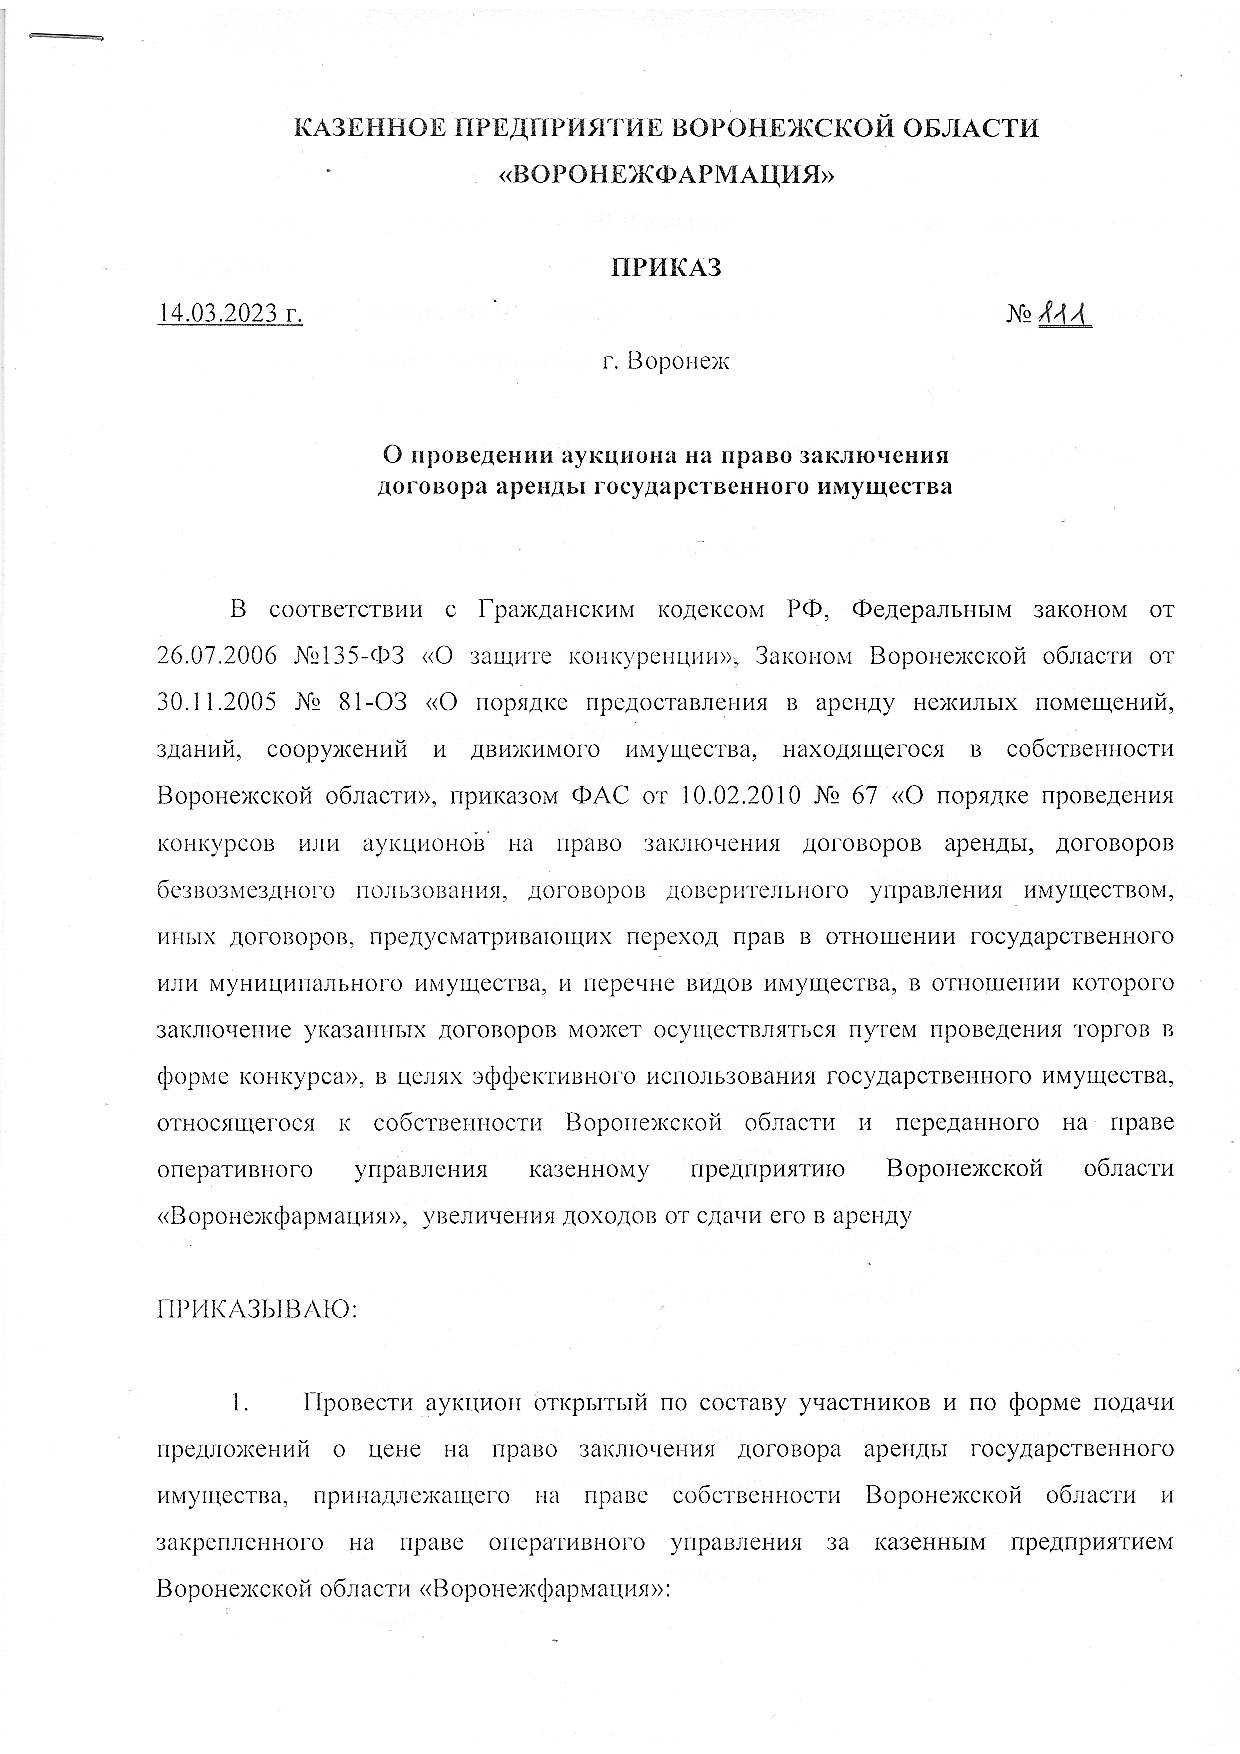 КАЗЕННОЕ ПРЕДПРИЯТИЕ ВОРОНЕЖСКОЙ ОБЛАСТИ
«ВОРОНЕЖФАРМАЦИЯ»
ПРИКАЗ
14.03.2023 г. № 111
г. Воронеж
О проведении аукциона на право заключения
договора аренды государственного имущества
В соответствии с Гражданским кодексом РФ, Федеральным законом от
26.07.2006 №135-ФЗ «О защите конкуренции», Законом Воронежской области от
30.11.2005 № 81-ОЗ «О порядке предоставления в аренду нежилых помещений,
зданий, сооружений и движимого имущества, находящегося в собственности
Воронежской области», приказом ФАС от 10.02.2010 № 67 «О порядке проведения
конкурсов или аукционов на право заключения договоров аренды, договоров
безвозмездного пользования, договоров доверительного управления имуществом,
иных договоров, предусматривающих переход прав в отношении государственного
или муниципального имущества, и перечне видов имущества, в отношении которого
заключение указанных договоров может осуществляться путем проведения торгов в
форме конкурса», в целях эффективного использования государственного имущества,
относящегося к собственности Воронежской области и переданного на праве
оперативного управления казенному предприятию Воронежской области
«Воронежфармация», увеличения доходов от сдачи его в аренду
ПРИКАЗЫВАЮ:
1. Провести аукцион открытый по составу участников и по форме подачи
предложений о цене на право заключения договора аренды государственного
имущества, принадлежащего на праве собственности Воронежской области и
закрепленного на праве оперативного управления за казенным предприятием
Воронежской области «Воронежфармация»: